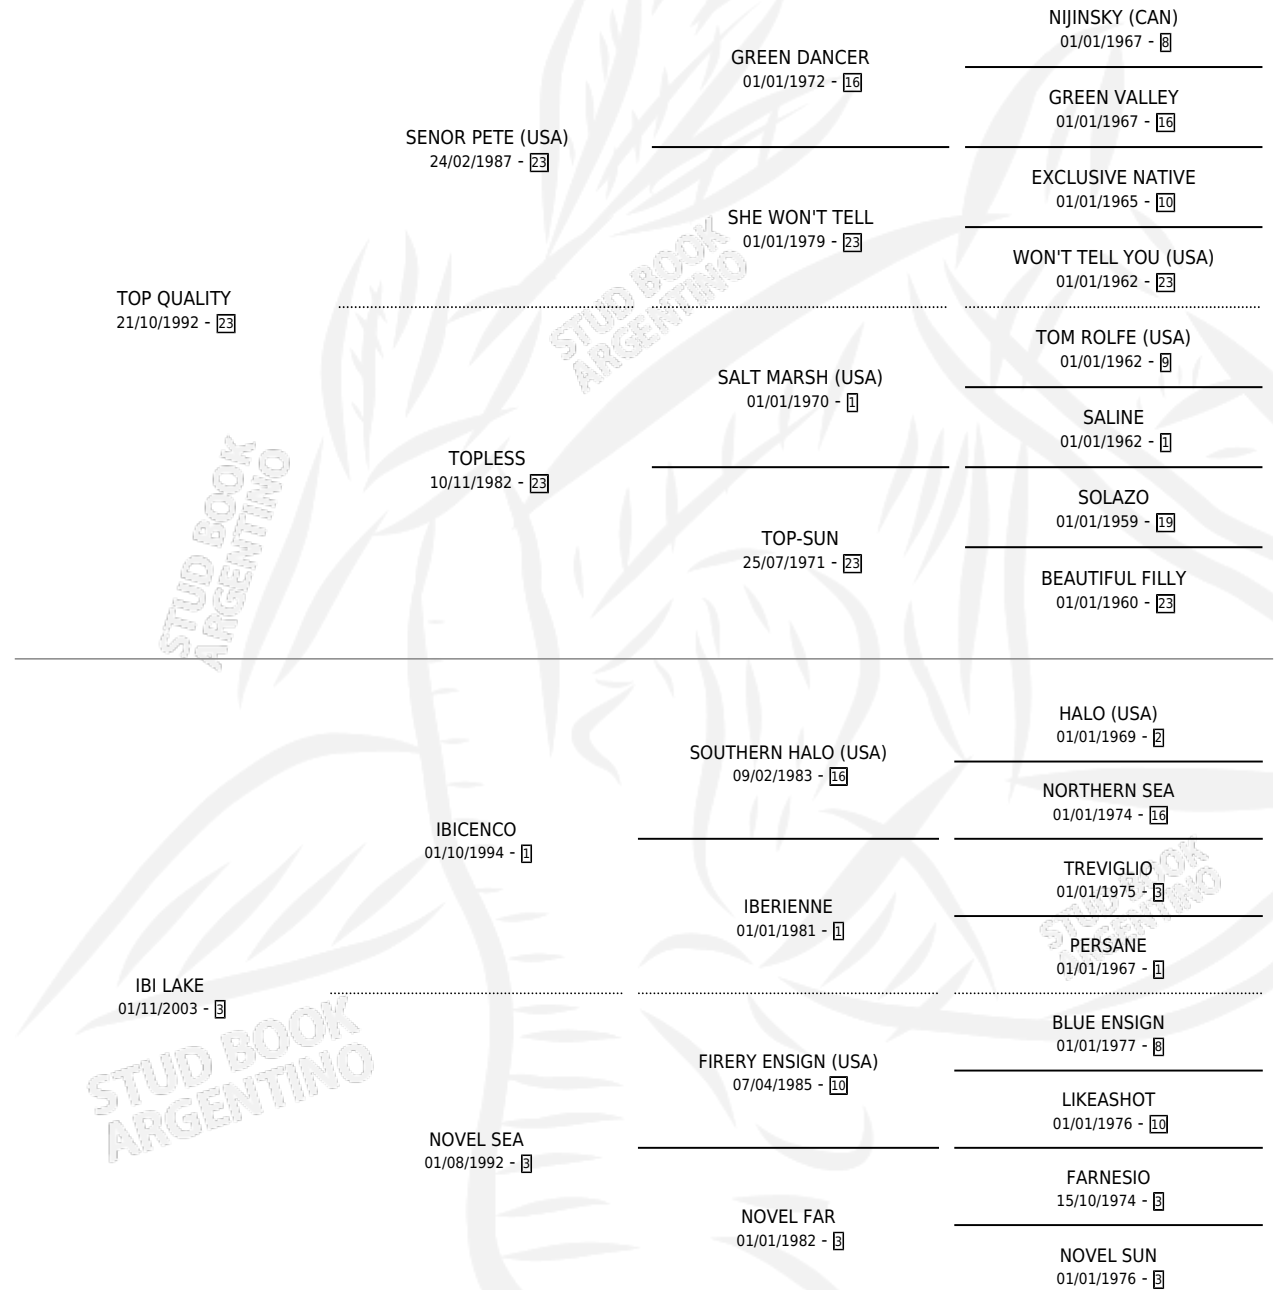 NIJINSKY (CAN)
01/01/1967 - 8
GREEN DANCER
01/01/1972 - 16
GREEN VALLEY
01/01/1967 - 16
SENOR PETE (USA)
24/02/1987 - 23
EXCLUSIVE NATIVE
01/01/1965 - 10
SHE WON'T TELL
01/01/1979 - 23
WON'T TELL YOU (USA)
01/01/1962 - 23
TOP QUALITY
21/10/1992 - 23
STUD BOOK
ARGENTINO
TOM ROLFE (USA)
01/01/1962 - 9
SALT MARSH (USA)
01/01/1970 - 1
SALINE
01/01/1962 - 1
TOPLESS
10/11/1982 - 23
SOLAZO
01/01/1959 - 19
TOP-SUN
25/07/1971 - 23
BEAUTIFUL FILLY
01/01/1960 - 23
STUD BOOK
ARGENTINO
HALO (USA)
01/01/1969 - 2
SOUTHERN HALO (USA)
09/02/1983 - 16
NORTHERN SEA
01/01/1974 - 16
IBICENCO
01/10/1994 - 1
TREVIGLIO
01/01/1975 - 3
IBERIENNE
01/01/1981 - 1
PERSANE
01/01/1967 - 1
STUD BOOK
ARGENTINO
IBI LAKE
01/11/2003 - 3
STUD BOOK
ARGENTINO
BLUE ENSIGN
01/01/1977 - 8
FIRERY ENSIGN (USA)
07/04/1985 - 10
LIKEASHOT
01/01/1976 - 10
NOVEL SEA
01/08/1992 - 3
FARNESIO
15/10/1974 - 3
NOVEL FAR
01/01/1982 - 3
NOVEL SUN
01/01/1976 - 3